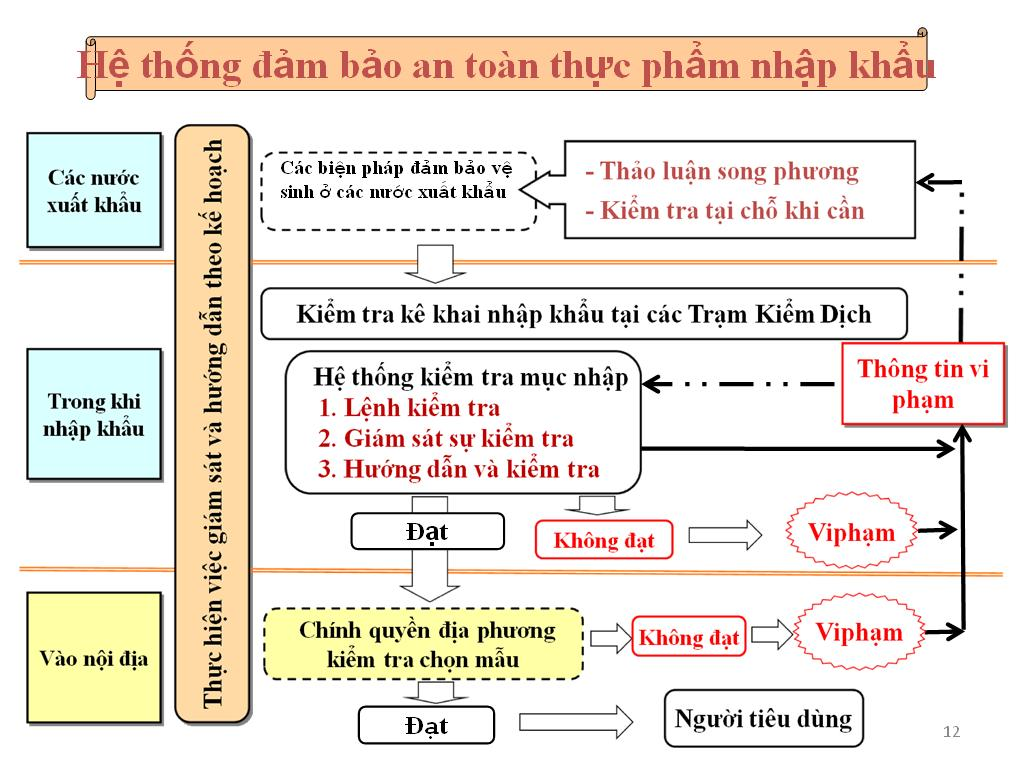 Hệ thống đảm bảo an toàn thực phẩm nhập khẩu
Các nước
xuất khẩu
Thực hiện việc giám sát và hướng dẫn theo kế hoạch
Các biện pháp đảm bảo vệ
sinh ở các nước xuất khẩu
- Thảo luận song phương
- Kiểm tra tại chỗ khi cần
Kiểm tra kê khai nhập khẩu tại các Trạm Kiểm Dịch
Trong khi
nhập khẩu
Hệ thống kiểm tra mục nhập
1. Lệnh kiểm tra
2. Giám sát sự kiểm tra
3. Hướng dẫn và kiểm tra
Thông tin vi
phạm
Đạt
Không đạt
Viphạm
Vào nội địa
Chính quyền địa phương
kiểm tra chọn mẫu
Không đạt
Viphạm
Đạt
Người tiêu dùng
12